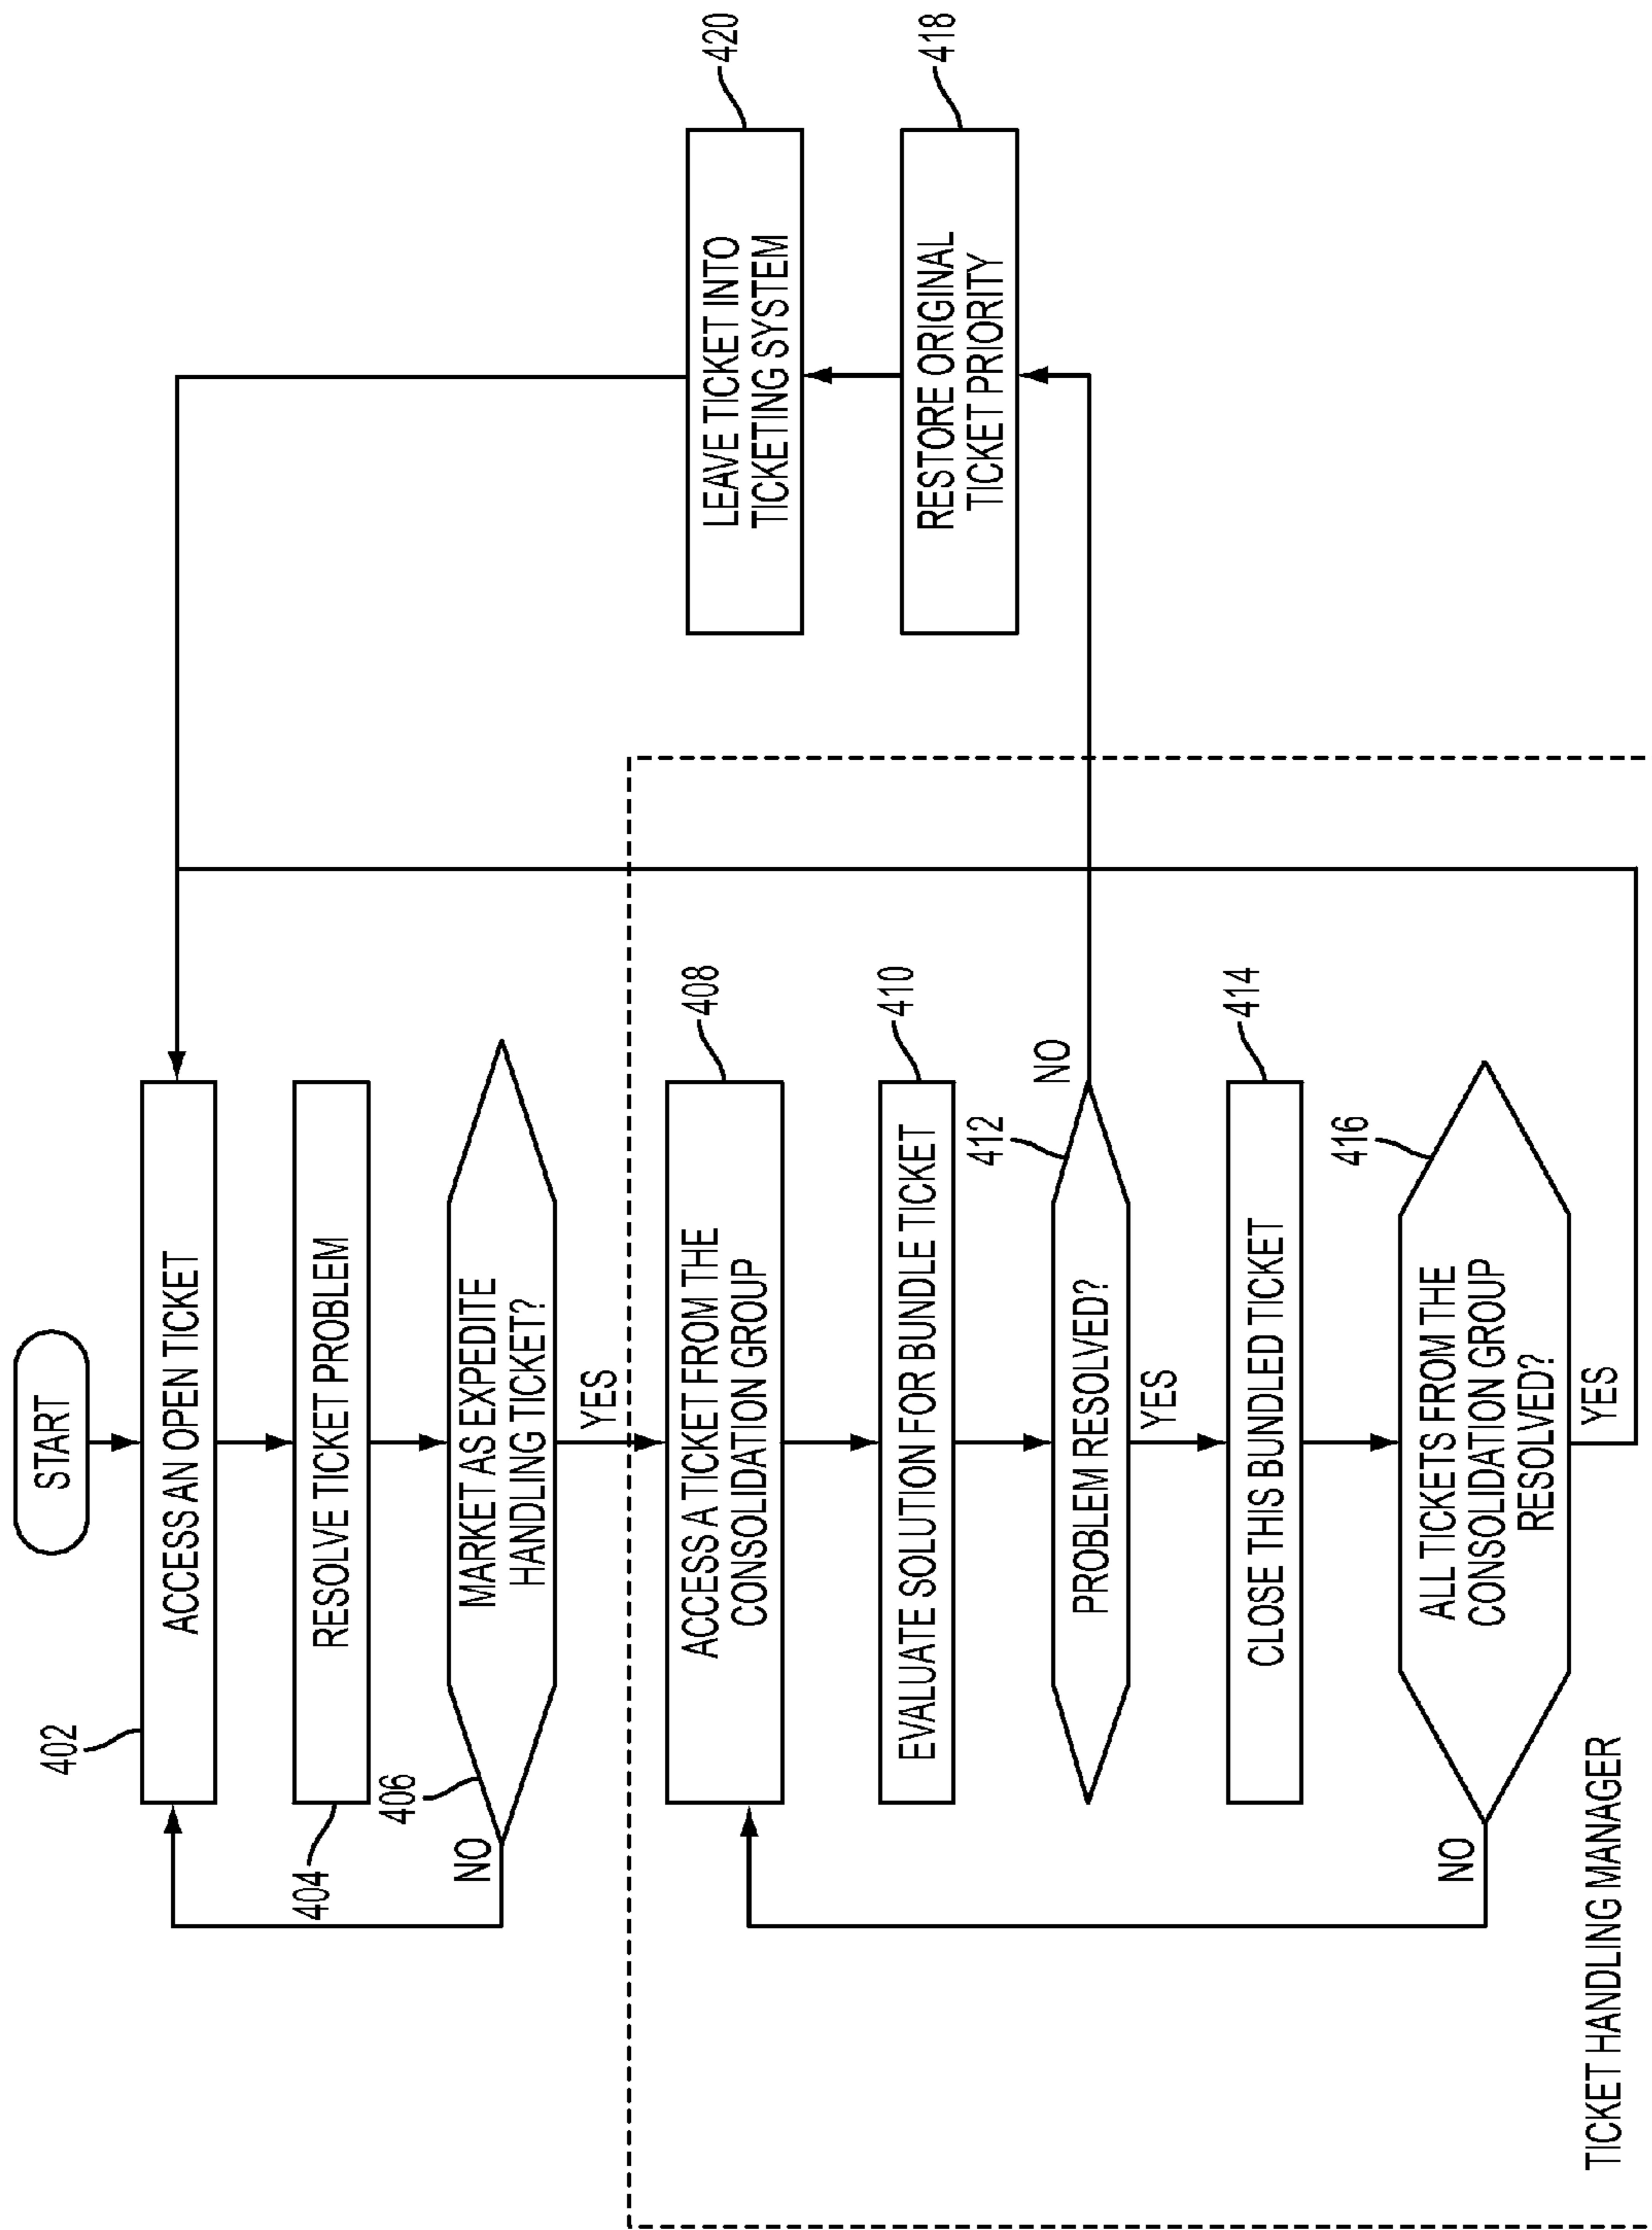 START
402
ACCESS AN OPEN TICKET
404
RESOLVE TICKET PROBLEM
406
MARKET AS EXPEDITE
HANDLING TICKET?
NO
YES
408
ACCESS A TICKET FROM THE
CONSOLIDATION GROUP
410
EVALUATE SOLUTION FOR BUNDLE TICKET
412
PROBLEM RESOLVED?
NO
YES
414
CLOSE THIS BUNDLED TICKET
416
ALL TICKETS FROM THE
CONSOLIDATION GROUP
RESOLVED?
NO
YES
TICKET HANDLING MANAGER
420
LEAVE TICKET INTO
TICKETING SYSTEM
418
RESTORE ORIGINAL
TICKET PRIORITY